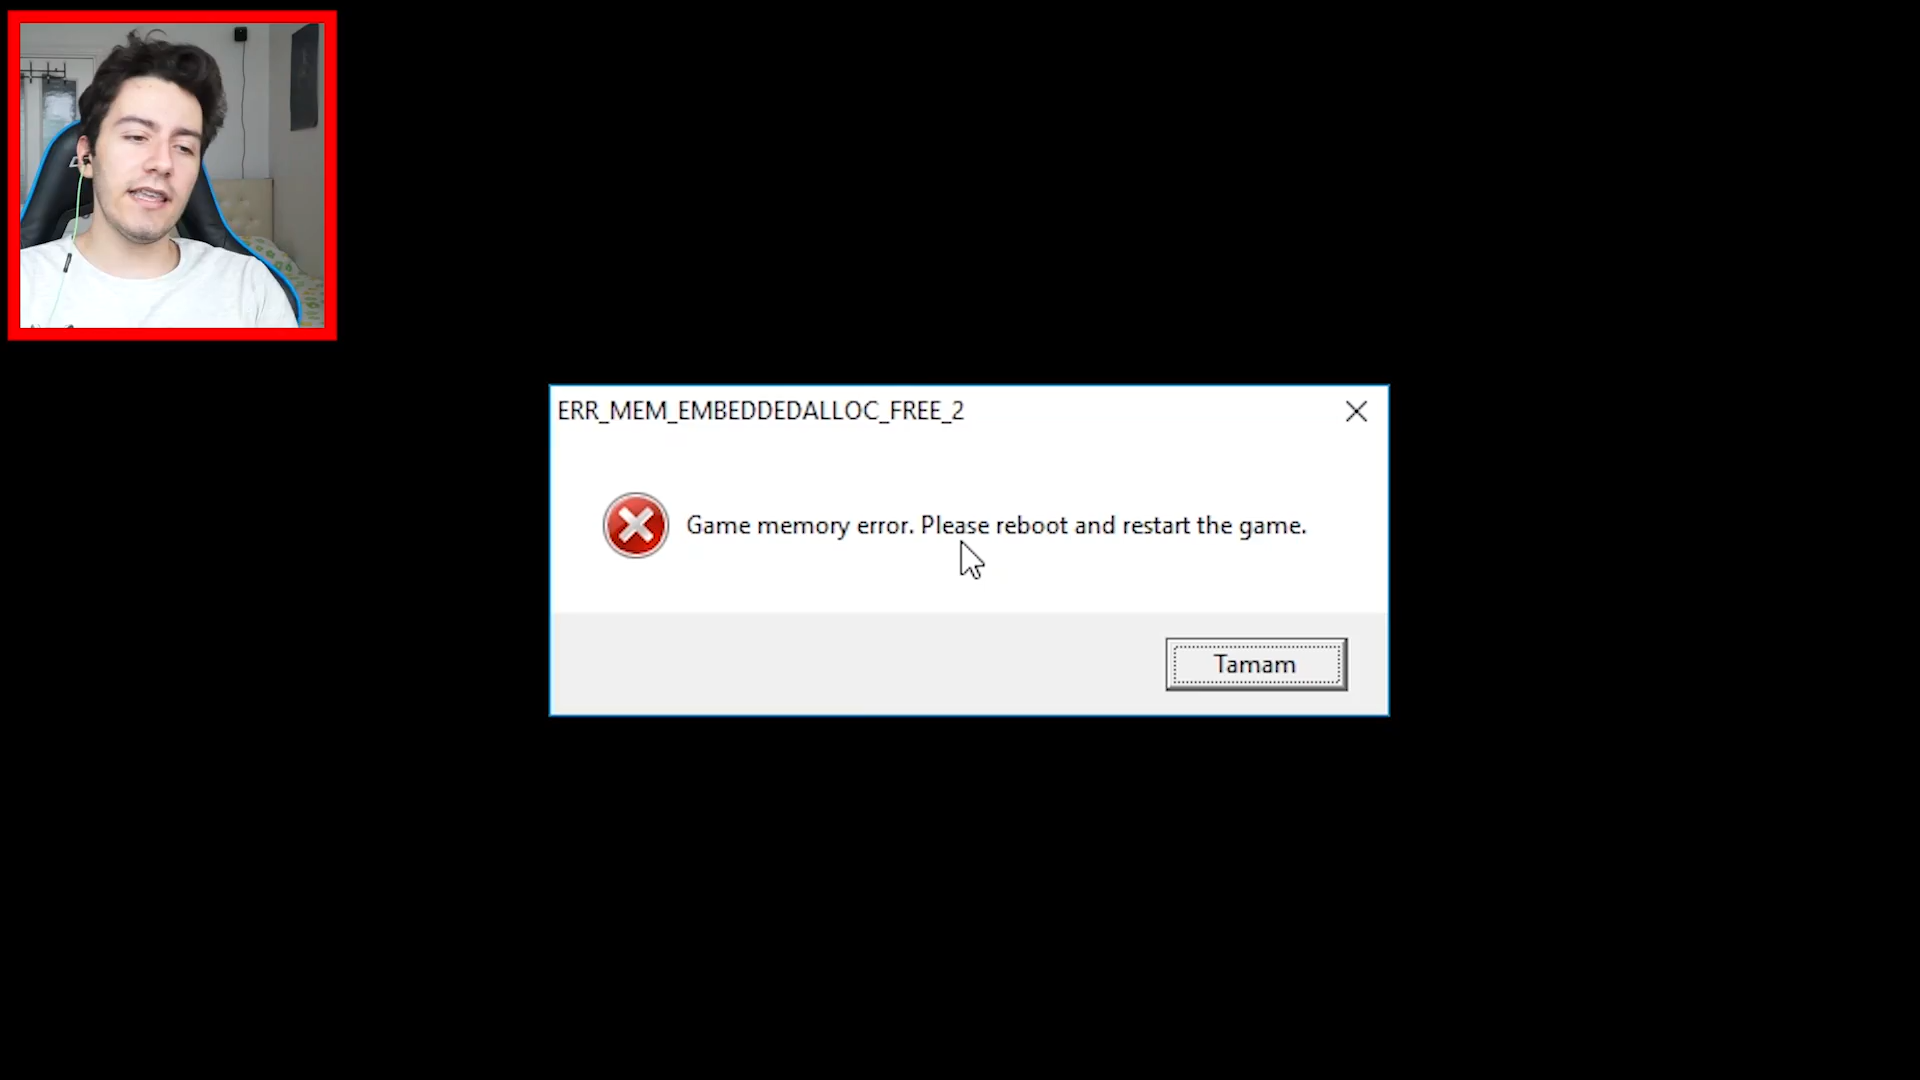 ERR_MEM_EMBEDDEDALLOC_FREE_2
Game memory error. Please reboot and restart the game.
Tamam